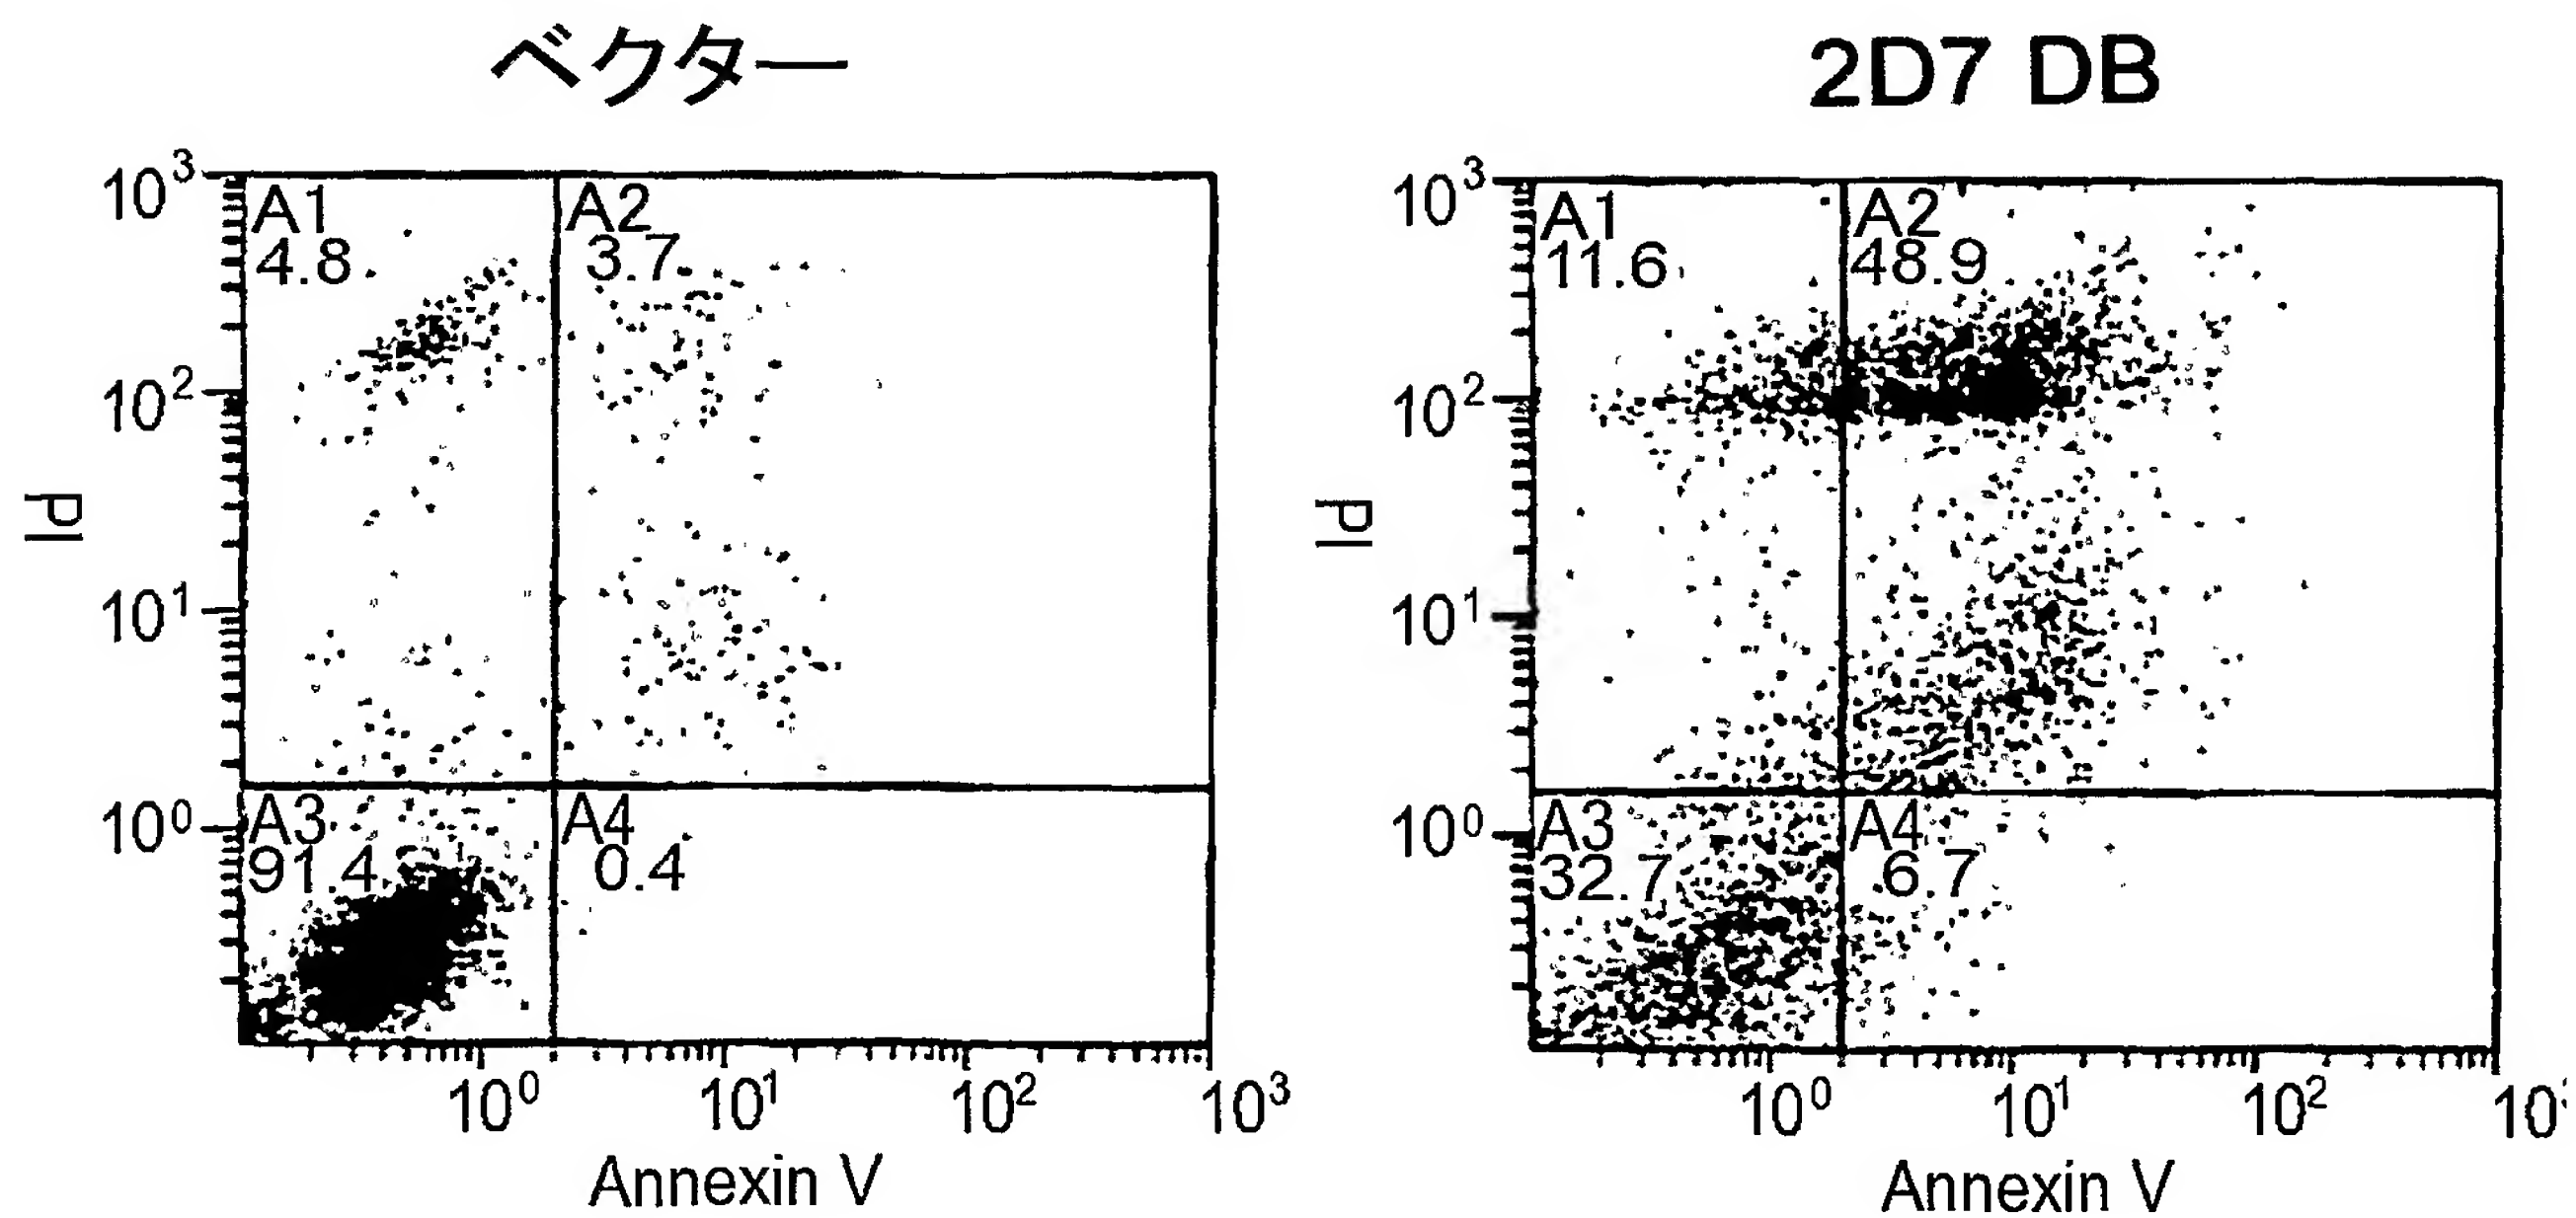 ベクター
10³
A1
4.8
A2
3.7
10²
PI
10¹
10⁰
A3
91.4
A4
0.4
10⁰ 10¹ 10² 10³
Annexin V
2D7 DB
10³
A1
11.6
A2
48.9
10²
PI
10¹
10⁰
A3
32.7
A4
6.7
10⁰ 10¹ 10² 10
Annexin V